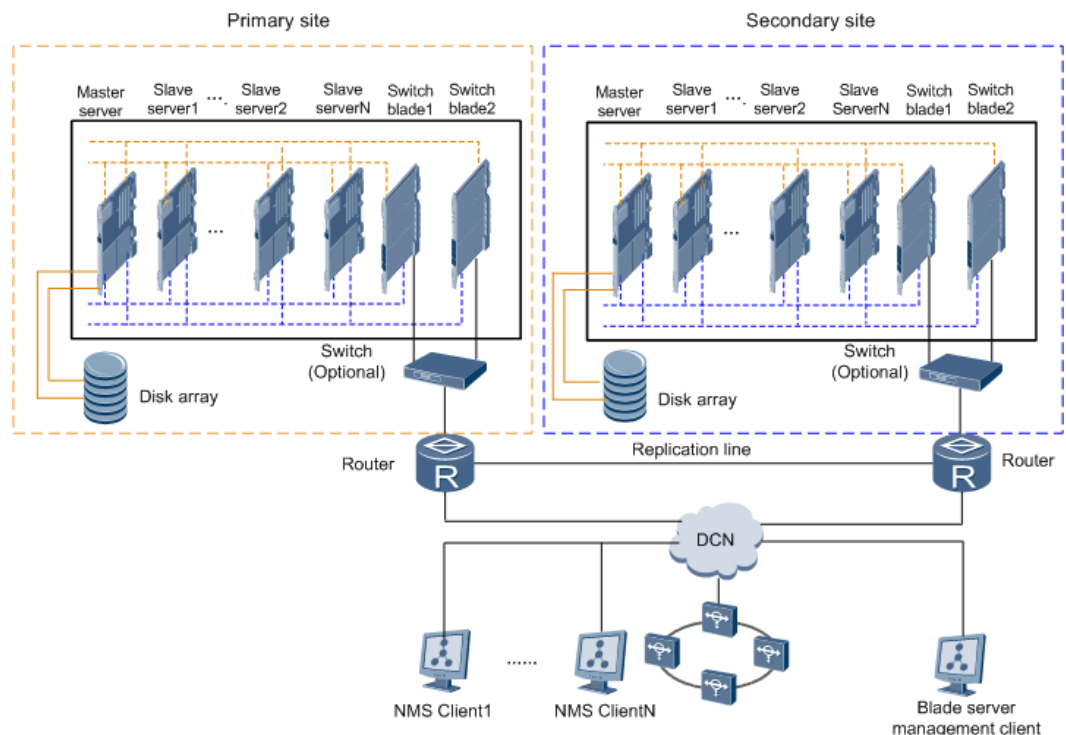 Primary site
Secondary site
Master server
Slave server1
....
Slave server2
Slave serverN
Switch blade1
Switch blade2
Master server
Slave server1
....
Slave server2
Slave ServerN
Switch blade1
Switch blade2
...
...
Switch
(Optional)
Disk array
Switch
(Optional)
Disk array
Router
R
Replication line
R
Router
DCN
......
NMS Client1
NMS ClientN
Blade server
management client